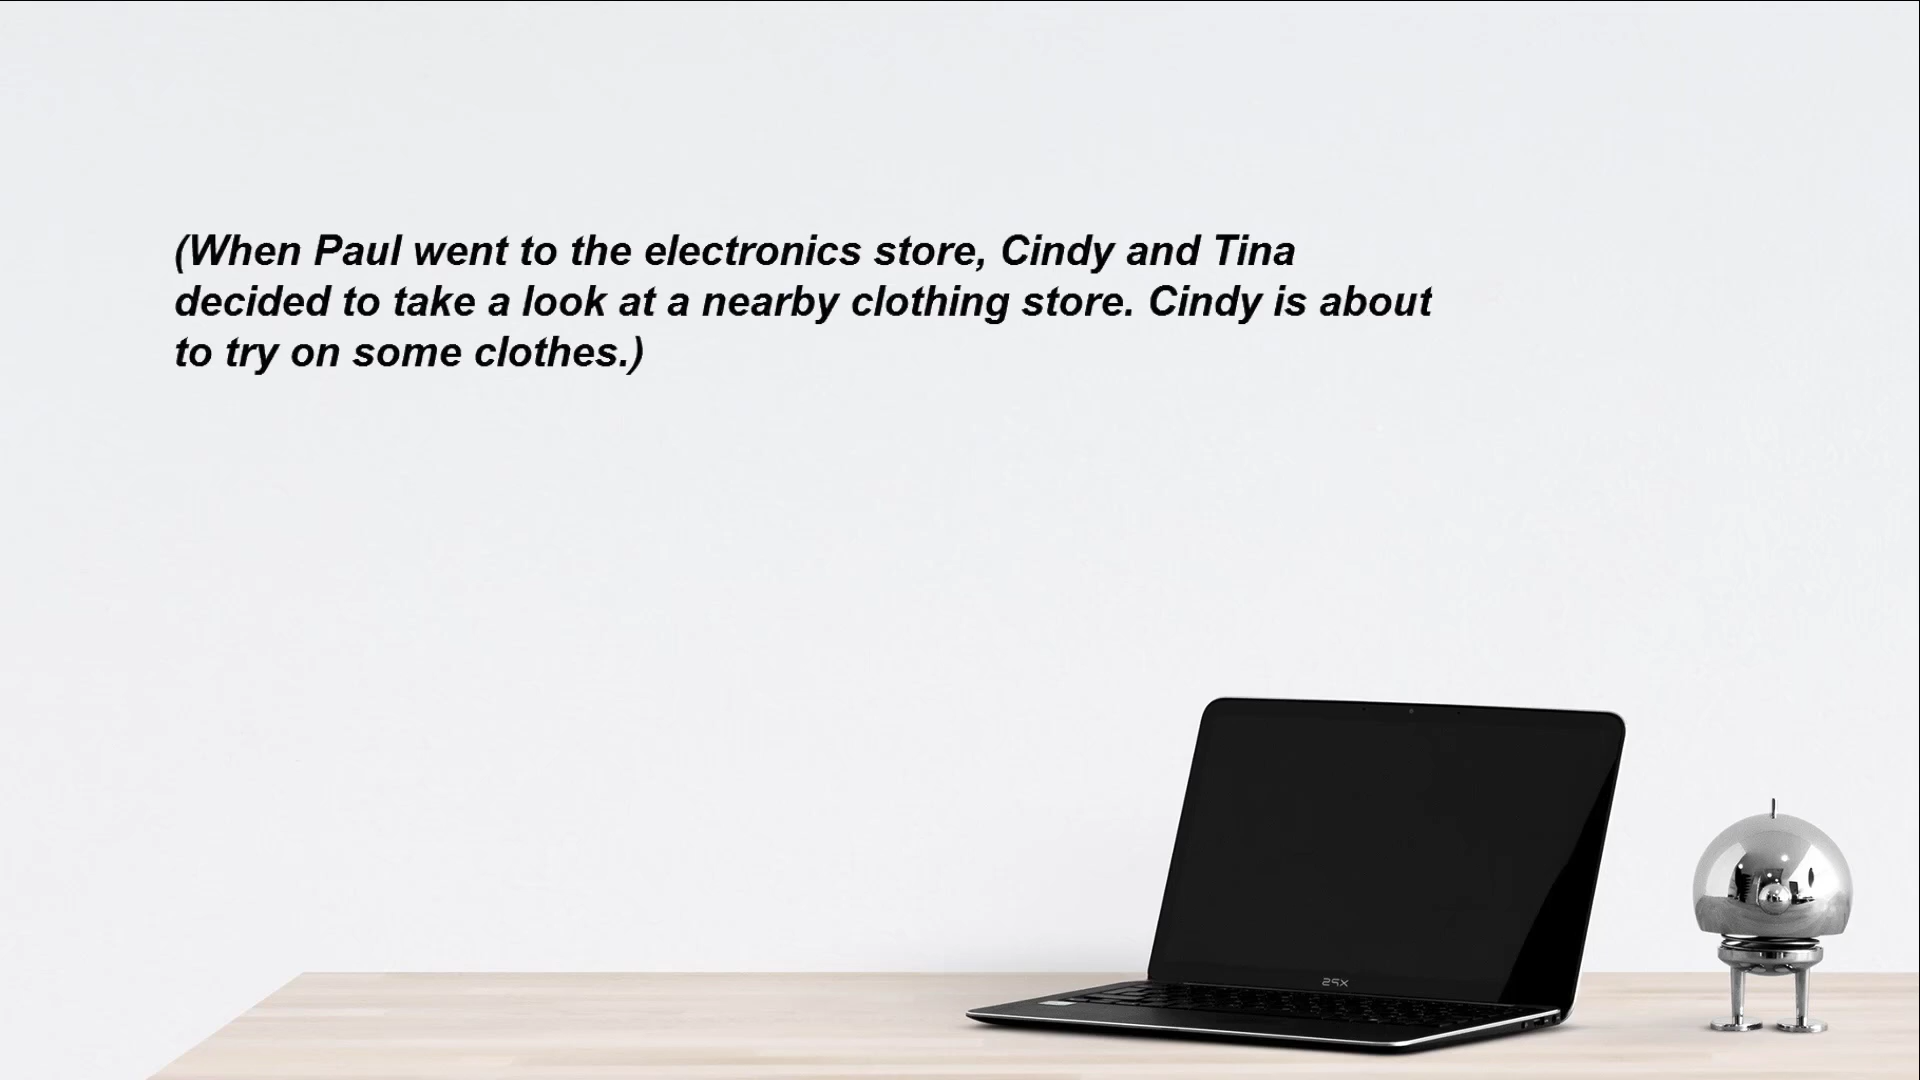 (When Paul went to the electronics store, Cindy and Tina
decided to take a look at a nearby clothing store. Cindy is about
to try on some clothes.)
XPS